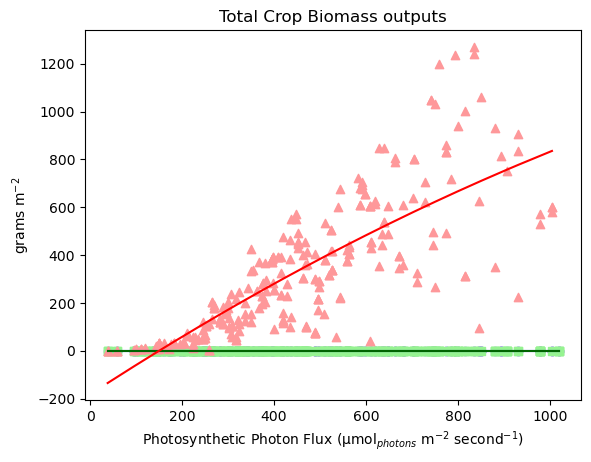 Total Crop Biomass outputs
1200
1000
800
600
400
200
0
−200
grams m⁻²
0 200 400 600 800 1000
Photosynthetic Photon Flux (μmol_photons m⁻² second⁻¹)